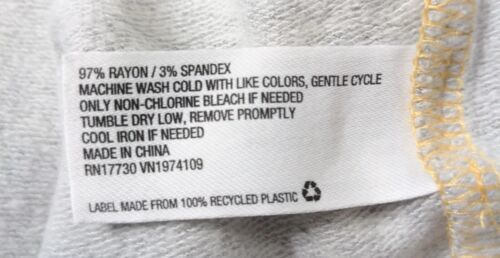 97% RAYON / 3% SPANDEX
MACHINE WASH COLD WITH LIKE COLORS, GENTLE CYCLE
ONLY NON-CHLORINE BLEACH IF NEEDED
TUMBLE DRY LOW, REMOVE PROMPTLY
COOL IRON IF NEEDED
MADE IN CHINA
RN17730 VN1974109
LABEL MADE FROM 100% RECYCLED PLASTIC